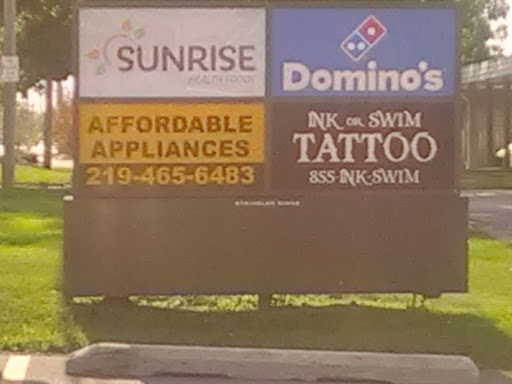 SUNRISE
HEALTH FOODS
Domino's
AFFORDABLE
APPLIANCES
219-465-6483
INK OR SWIM
TATTOO
855-INK-SWIM